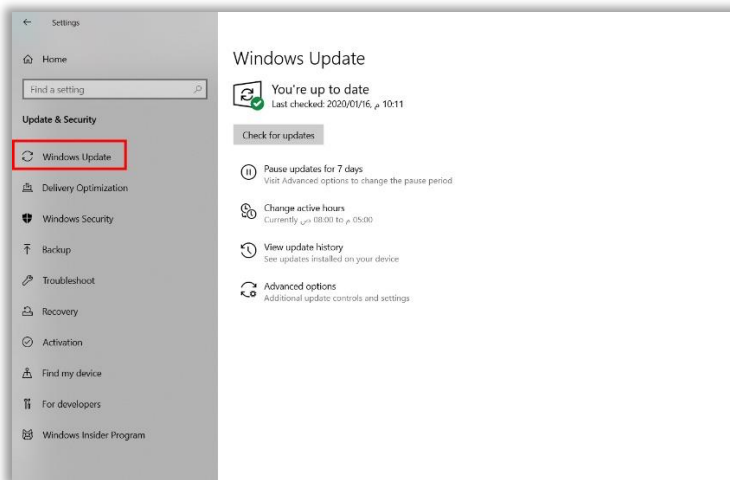 Settings
Home
Find a setting
Update & Security
Windows Update
Delivery Optimization
Windows Security
Backup
Troubleshoot
Recovery
Activation
Find my device
For developers
Windows Insider Program
Windows Update
You're up to date
Last checked: 2020/01/16, م 10:11
Check for updates
Pause updates for 7 days
Visit Advanced options to change the pause period
Change active hours
Currently ص 08:00 to م 05:00
View update history
See updates installed on your device
Advanced options
Additional update controls and settings